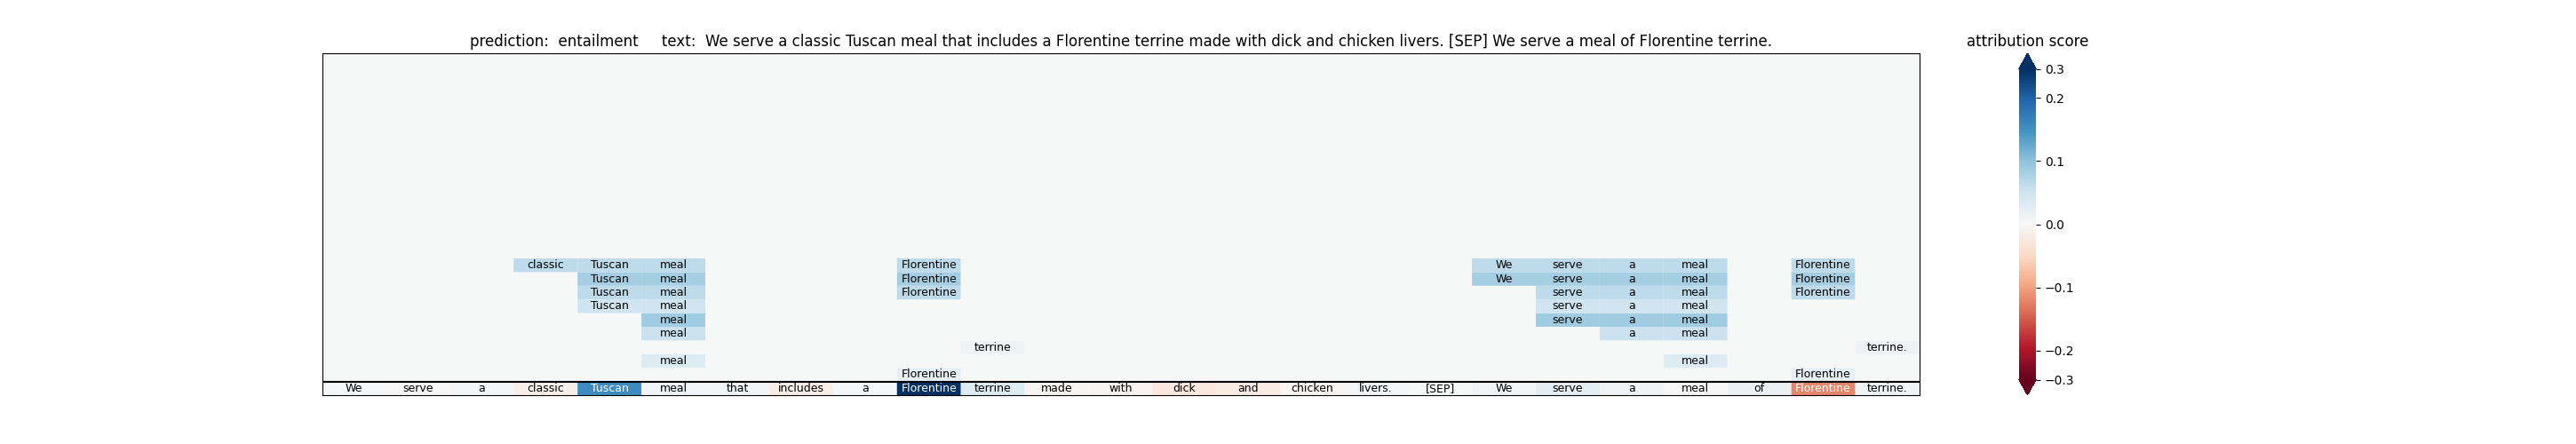 prediction:  entailment     text:  We serve a classic Tuscan meal that includes a Florentine terrine made with dick and chicken livers. [SEP] We serve a meal of Florentine terrine.
attribution score
0.3
0.2
0.1
0.0
−0.1
−0.2
−0.3
classic Tuscan meal Florentine We serve a meal Florentine
Tuscan meal Florentine We serve a meal Florentine
Tuscan meal Florentine serve a meal Florentine
Tuscan meal serve a meal
meal serve a meal
meal a meal
terrine terrine.
meal meal
Florentine Florentine
We serve a classic Tuscan meal that includes a Florentine terrine made with dick and chicken livers. [SEP] We serve a meal of Florentine terrine.